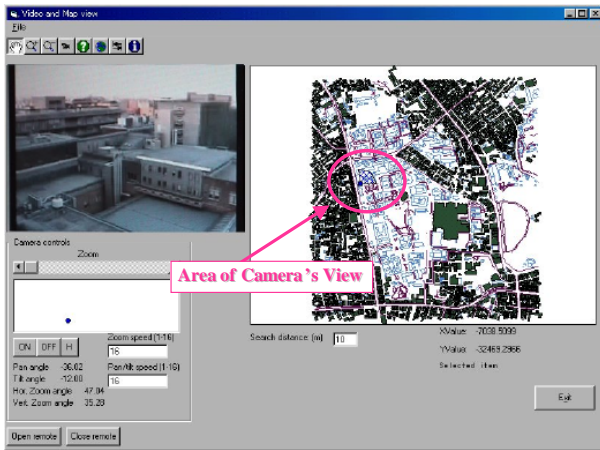 Video and Map view
File
Camera controls
Zoom
Area of Camera's View
ON OFF H
Zoom speed (1-16)
16
Pan angle -36.02
Pan/tilt speed (1-16)
Tilt angle -12.00
16
Hor. Zoom angle 47.04
Vert. Zoom angle 35.28
Open remote Close remote
Search distance (m) 10
XValue: -7038.5099
YValue: -32469.2966
Selected item
Exit